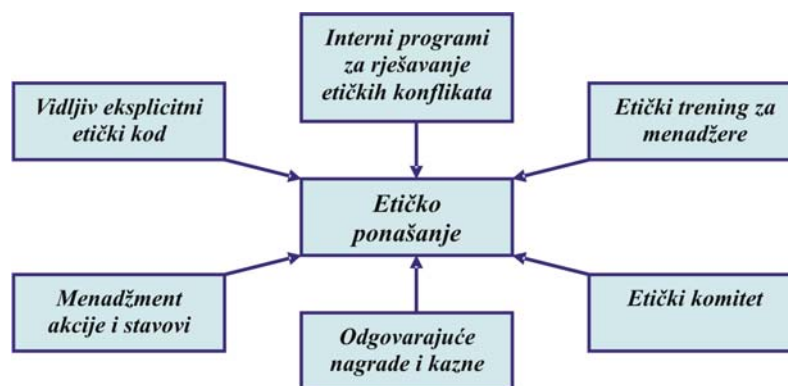 Interni programi
za rješavanje
etičkih konflikata
Vidljiv eksplicitni
etički kod
Etički trening za
menadžere
Etičko
ponašanje
Menadžment
akcije i stavovi
Odgovarajuće
nagrade i kazne
Etički komitet